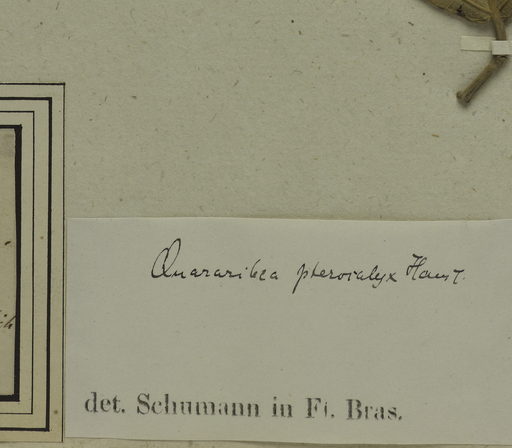 Quararibea pterocalyx Hemsl.
det. Schumann in Fl. Bras.